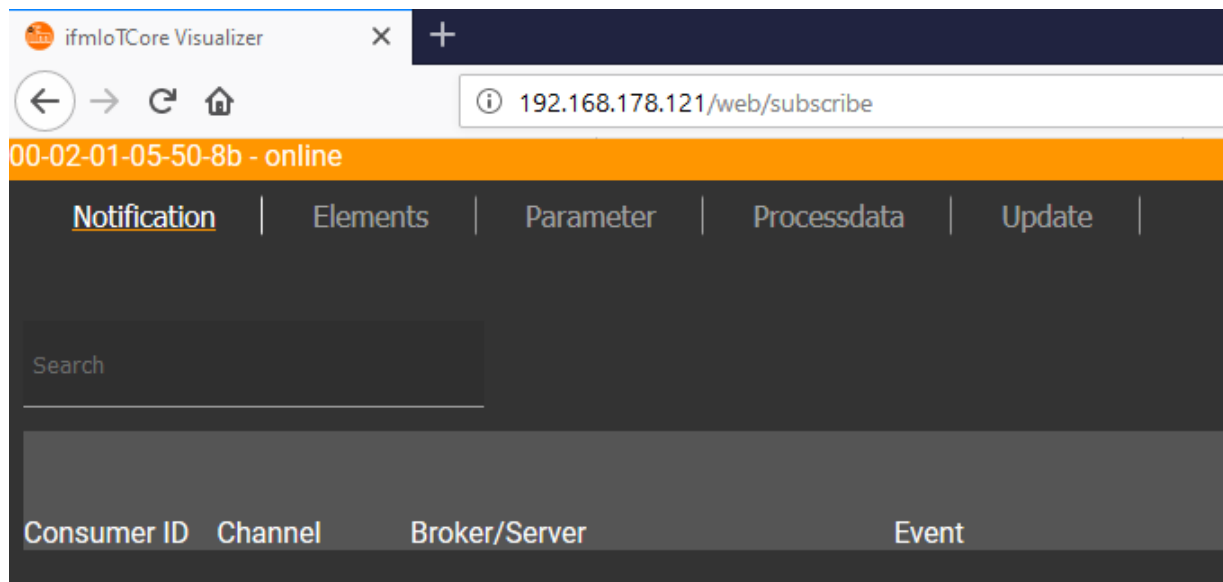 ifmIoTCore Visualizer
192.168.178.121/web/subscribe
00-02-01-05-50-8b - online
Notification Elements Parameter Processdata Update
Search
Consumer ID Channel Broker/Server Event